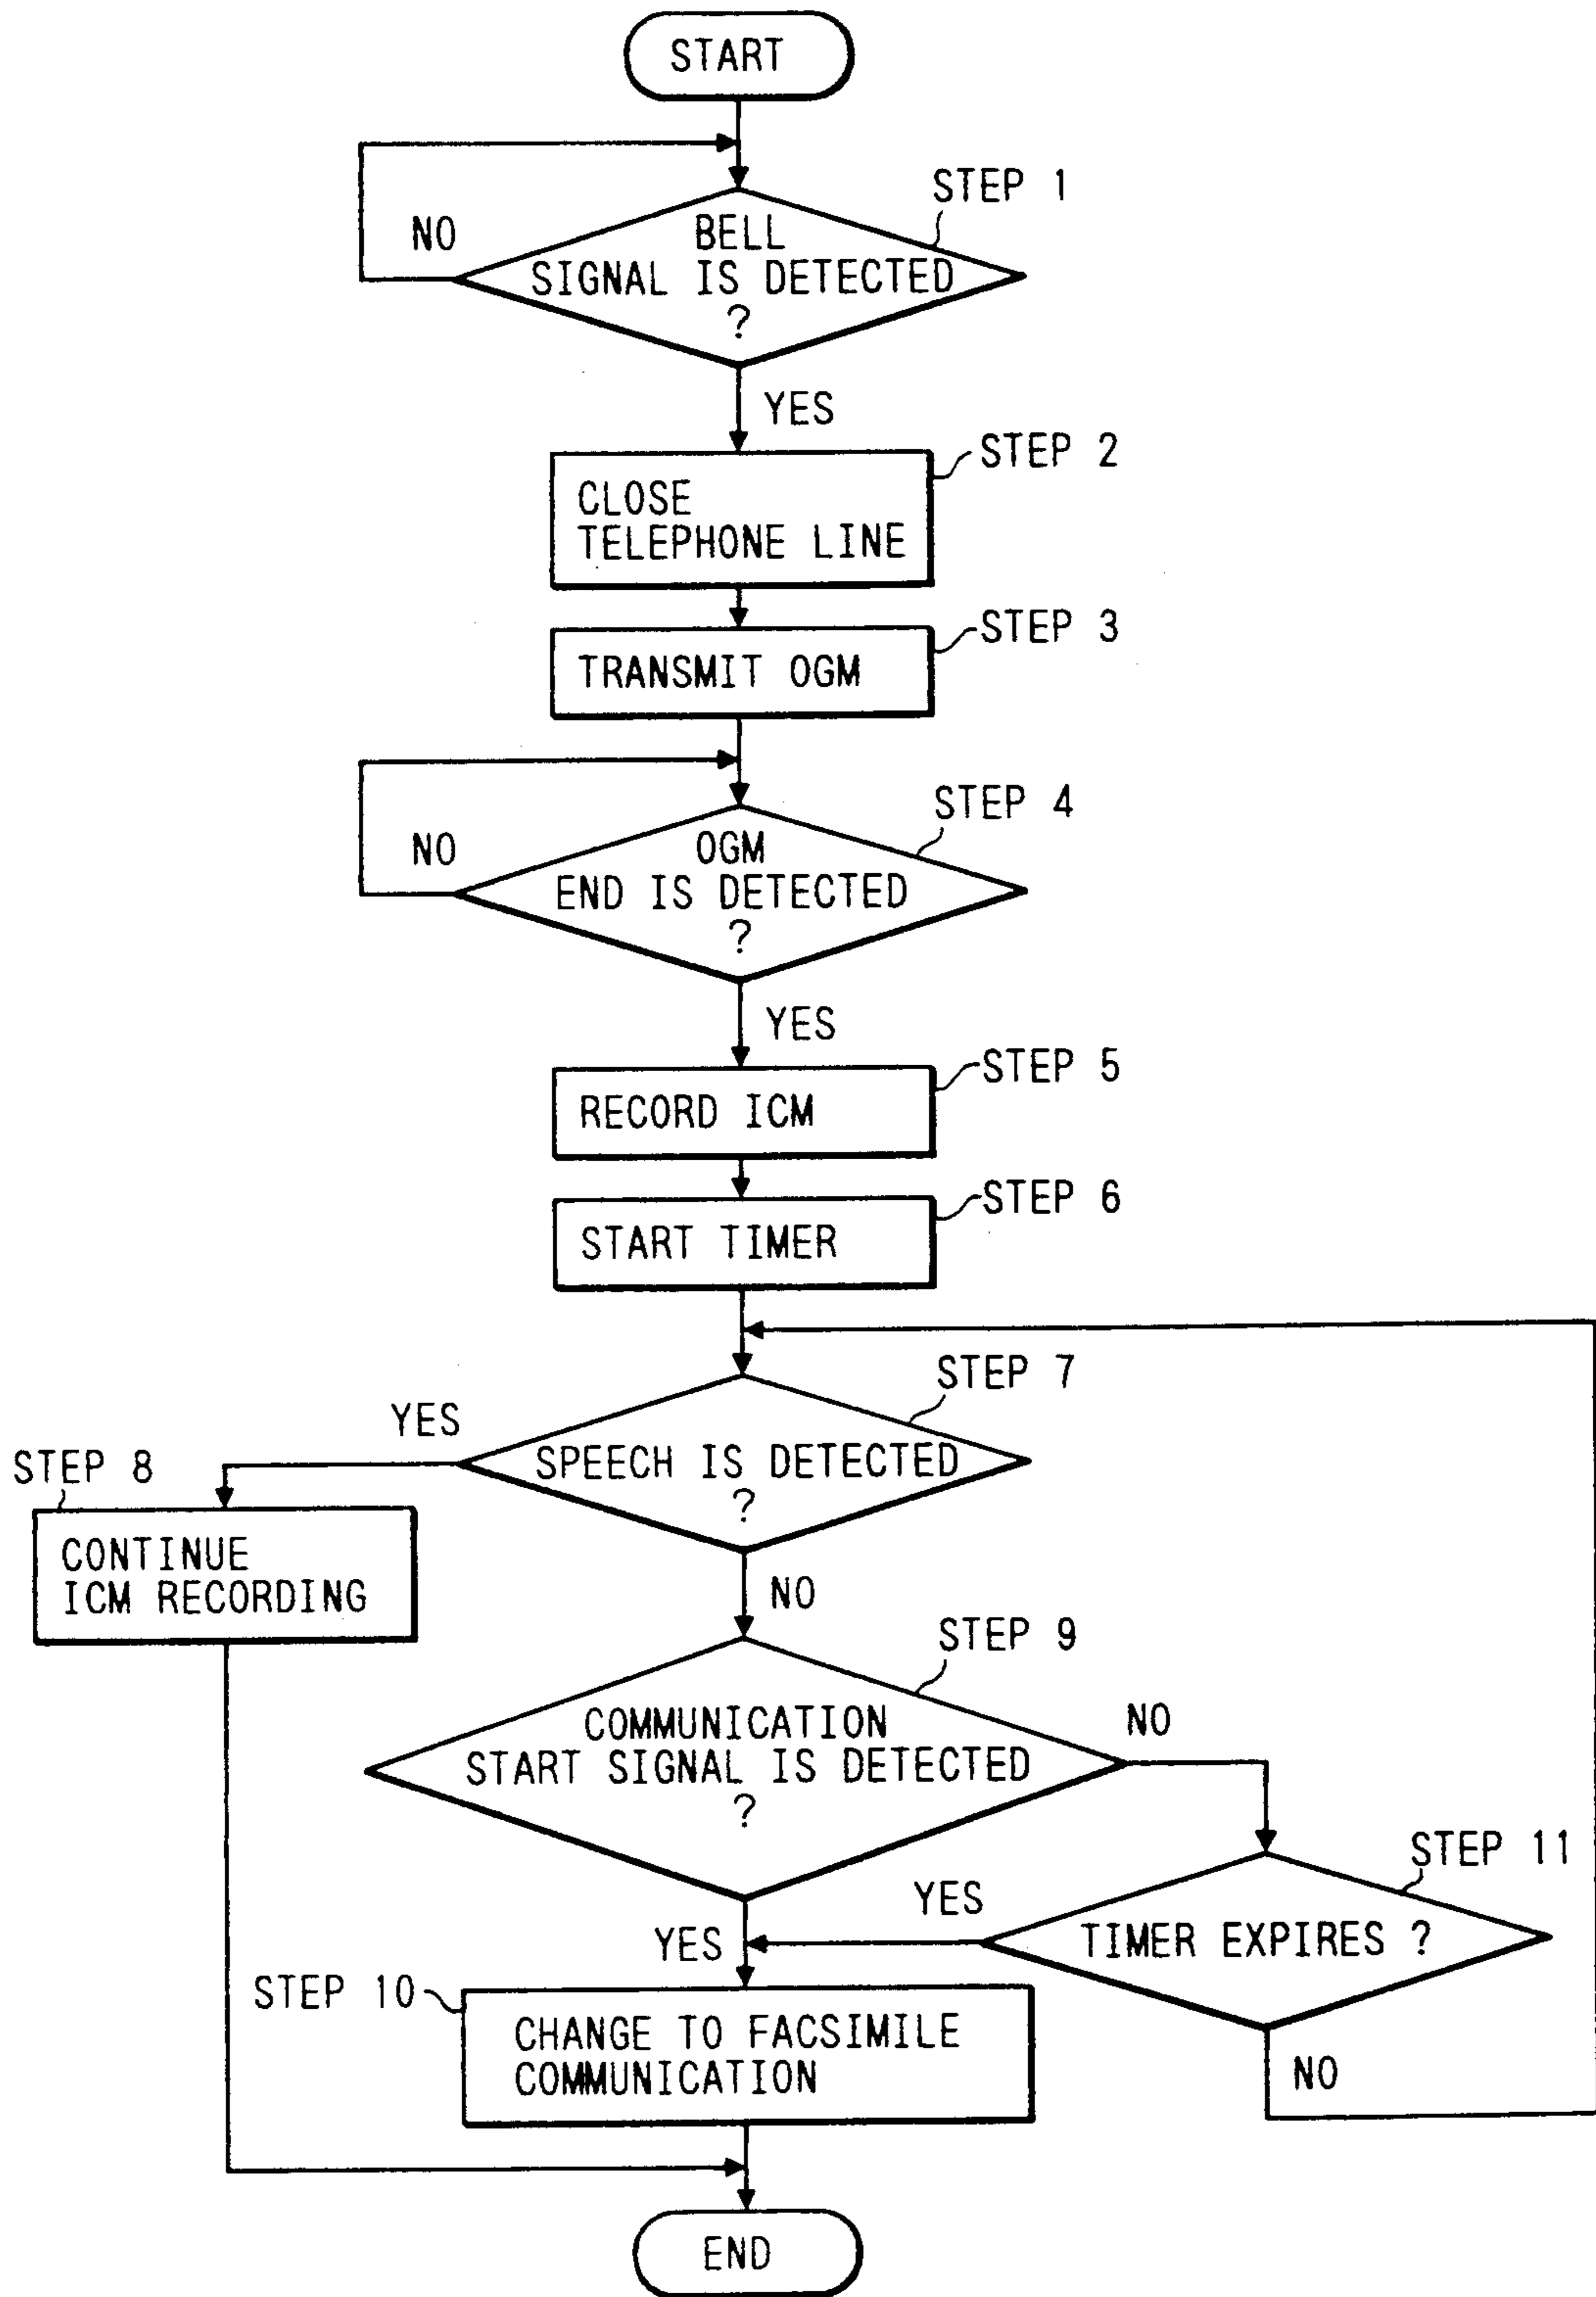 START
STEP 1
NO
BELL
SIGNAL IS DETECTED
?
YES
STEP 2
CLOSE
TELEPHONE LINE
STEP 3
TRANSMIT OGM
STEP 4
NO
OGM
END IS DETECTED
?
YES
STEP 5
RECORD ICM
STEP 6
START TIMER
STEP 7
YES
SPEECH IS DETECTED
?
STEP 8
CONTINUE
ICM RECORDING
NO
STEP 9
COMMUNICATION
START SIGNAL IS DETECTED
?
NO
STEP 11
YES
TIMER EXPIRES ?
YES
STEP 10
CHANGE TO FACSIMILE
COMMUNICATION
NO
END